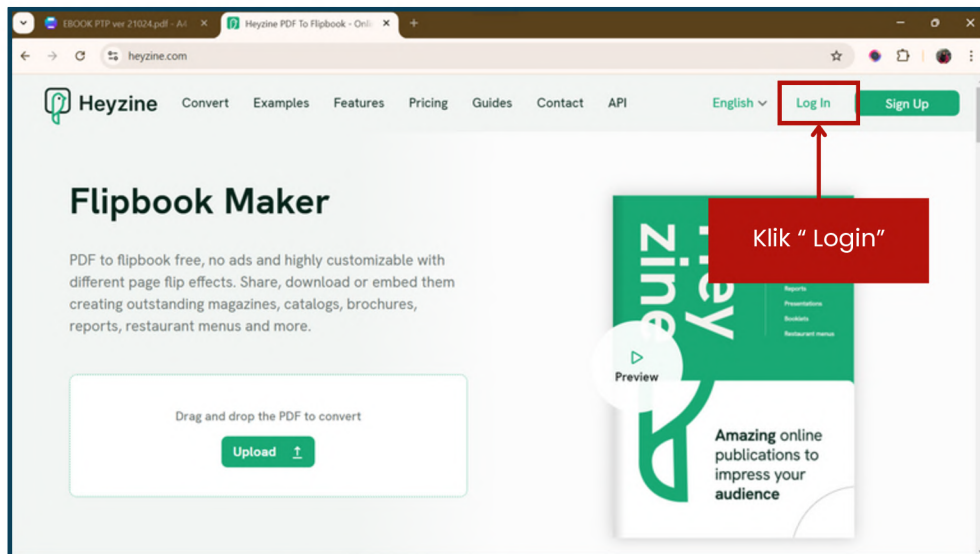 EBOOK PTP ver 21024.pdf - A4
Heyzine PDF To Flipbook - Onli
heyzine.com
Heyzine
Convert
Examples
Features
Pricing
Guides
Contact
API
English
Log In
Sign Up
Flipbook Maker
PDF to flipbook free, no ads and highly customizable with
different page flip effects. Share, download or embed them
creating outstanding magazines, catalogs, brochures,
reports, restaurant menus and more.
Drag and drop the PDF to convert
Upload
Klik “ Login”
hey
zine
Reports
Presentations
Booklets
Restaurant menus
Preview
Amazing online
publications to
impress your
audience